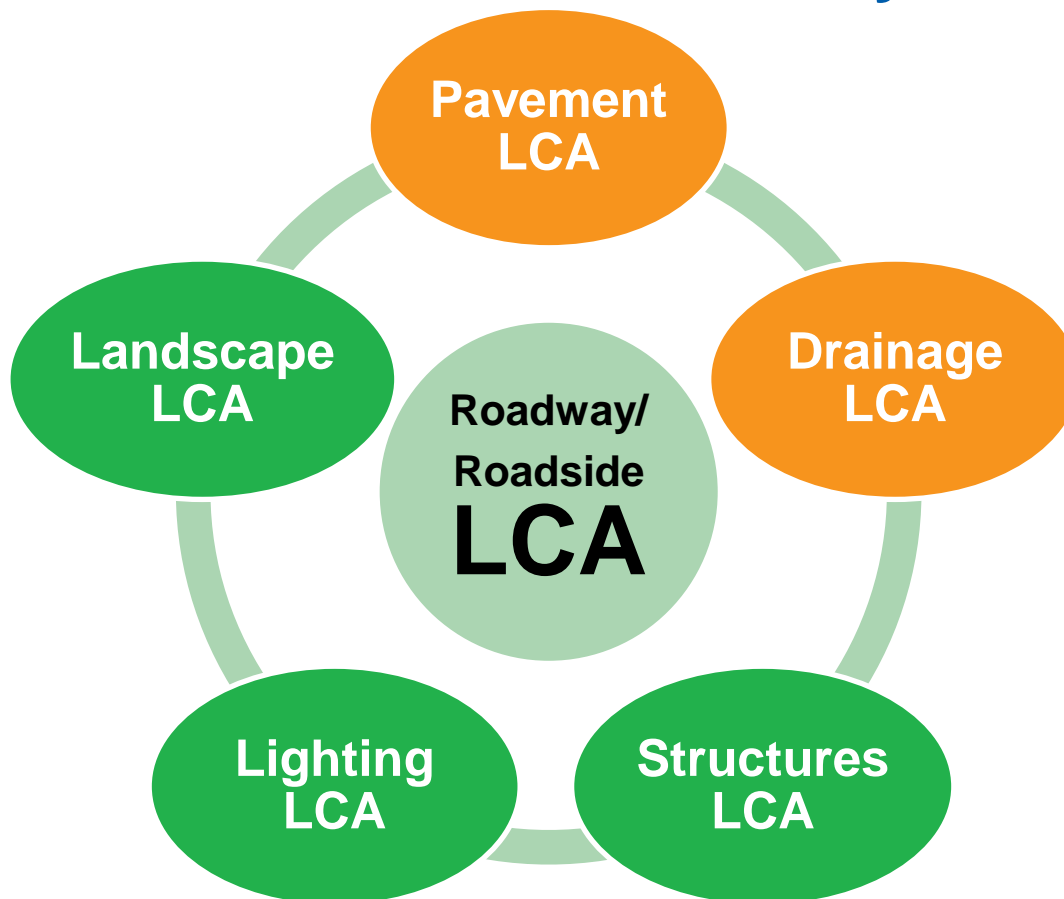 Pavement
LCA
Landscape
LCA
Drainage
LCA
Roadway/
Roadside
LCA
Lighting
LCA
Structures
LCA